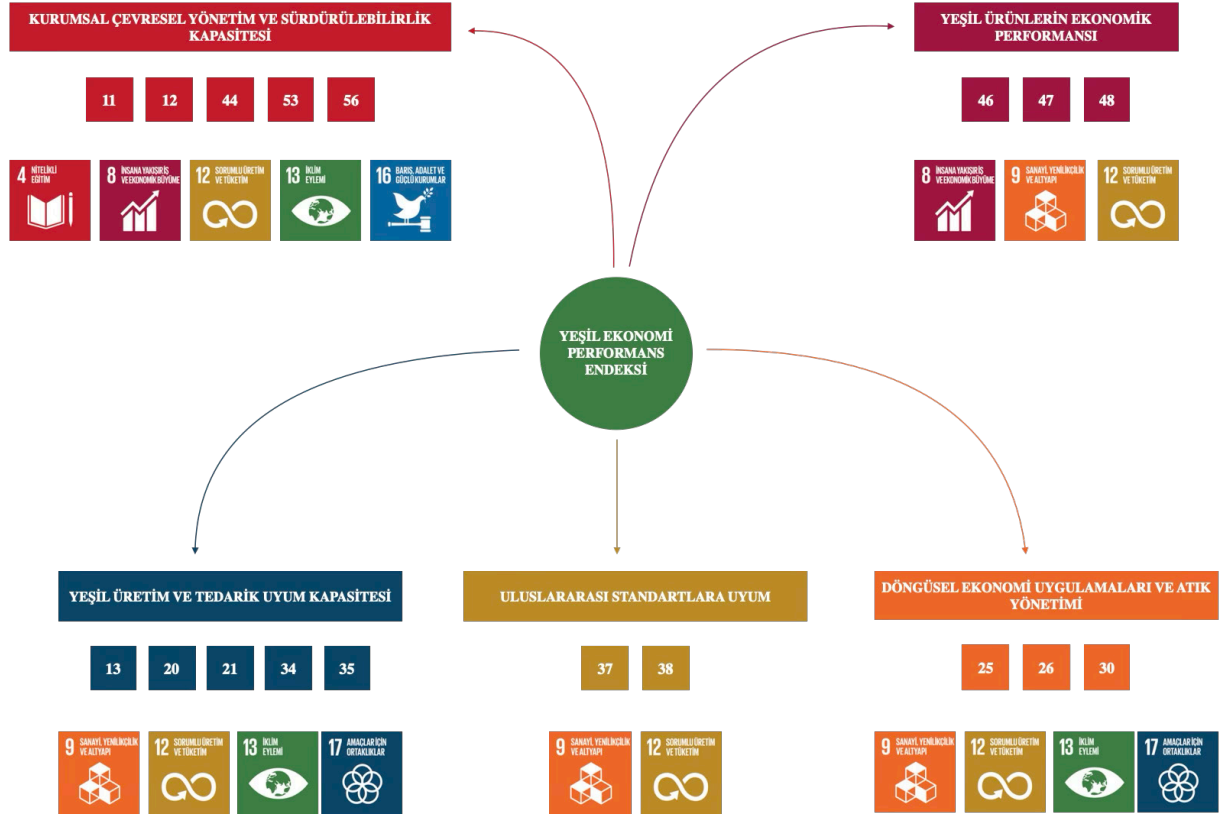 KURUMSAL ÇEVRESEL YÖNETİM VE SÜRDÜRÜLEBİLİRLİK
KAPASİTESİ
11 12 44 53 56
4 NİTELİKLİ
EĞİTİM
8 İNSANA YAKIŞIR İŞ
VE EKONOMİK BÜYÜME
12 SORUMLU ÜRETİM
VE TÜKETİM
13 İKLİM
EYLEMİ
16 BARIŞ, ADALET VE
GÜÇLÜ KURUMLAR
YEŞİL ÜRÜNLERİN EKONOMİK
PERFORMANSI
46 47 48
8 İNSANA YAKIŞIR İŞ
VE EKONOMİK BÜYÜME
9 SANAYİ, YENİLİKÇİLİK
VE ALTYAPI
12 SORUMLU ÜRETİM
VE TÜKETİM
YEŞİL EKONOMİ
PERFORMANS
ENDEKSİ
YEŞİL ÜRETİM VE TEDARİK UYUM KAPASİTESİ
13 20 21 34 35
9 SANAYİ, YENİLİKÇİLİK
VE ALTYAPI
12 SORUMLU ÜRETİM
VE TÜKETİM
13 İKLİM
EYLEMİ
17 AMAÇLAR İÇİN
ORTAKLIKLAR
ULUSLARARASI STANDARTLARA UYUM
37 38
9 SANAYİ, YENİLİKÇİLİK
VE ALTYAPI
12 SORUMLU ÜRETİM
VE TÜKETİM
DÖNGÜSEL EKONOMİ UYGULAMALARI VE ATIK
YÖNETİMİ
25 26 30
9 SANAYİ, YENİLİKÇİLİK
VE ALTYAPI
12 SORUMLU ÜRETİM
VE TÜKETİM
13 İKLİM
EYLEMİ
17 AMAÇLAR İÇİN
ORTAKLIKLAR